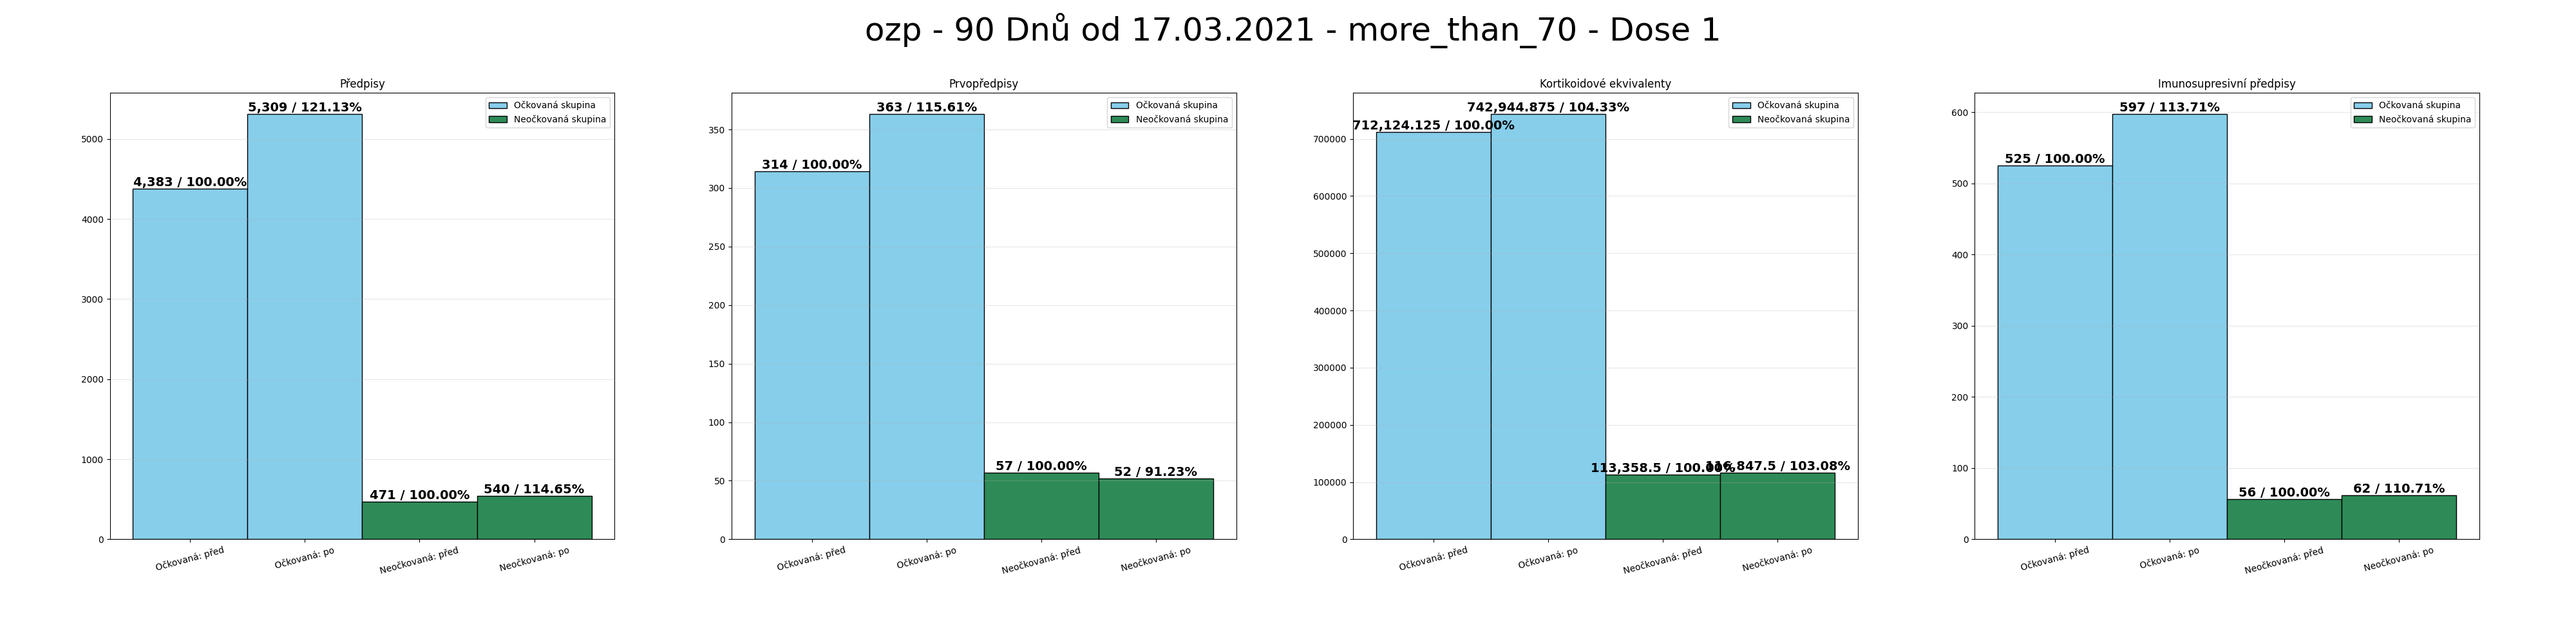 ozp - 90 Dnů od 17.03.2021 - more_than_70 - Dose 1
Předpisy
5,309 / 121.13%
4,383 / 100.00%
471 / 100.00%
540 / 114.65%
Očkovaná skupina
Neočkovaná skupina
5000
4000
3000
2000
1000
0
Očkovaná: před
Očkovaná: po
Neočkovaná: před
Neočkovaná: po
Prvopředpisy
363 / 115.61%
314 / 100.00%
57 / 100.00%
52 / 91.23%
Očkovaná skupina
Neočkovaná skupina
350
300
250
200
150
100
50
0
Očkovaná: před
Očkovaná: po
Neočkovaná: před
Neočkovaná: po
Kortikoidové ekvivalenty
742,944.875 / 104.33%
712,124.125 / 100.00%
113,358.5 / 100.00%
116,847.5 / 103.08%
Očkovaná skupina
Neočkovaná skupina
700000
600000
500000
400000
300000
200000
100000
0
Očkovaná: před
Očkovaná: po
Neočkovaná: před
Neočkovaná: po
Imunosupresivní předpisy
597 / 113.71%
525 / 100.00%
56 / 100.00%
62 / 110.71%
Očkovaná skupina
Neočkovaná skupina
600
500
400
300
200
100
0
Očkovaná: před
Očkovaná: po
Neočkovaná: před
Neočkovaná: po